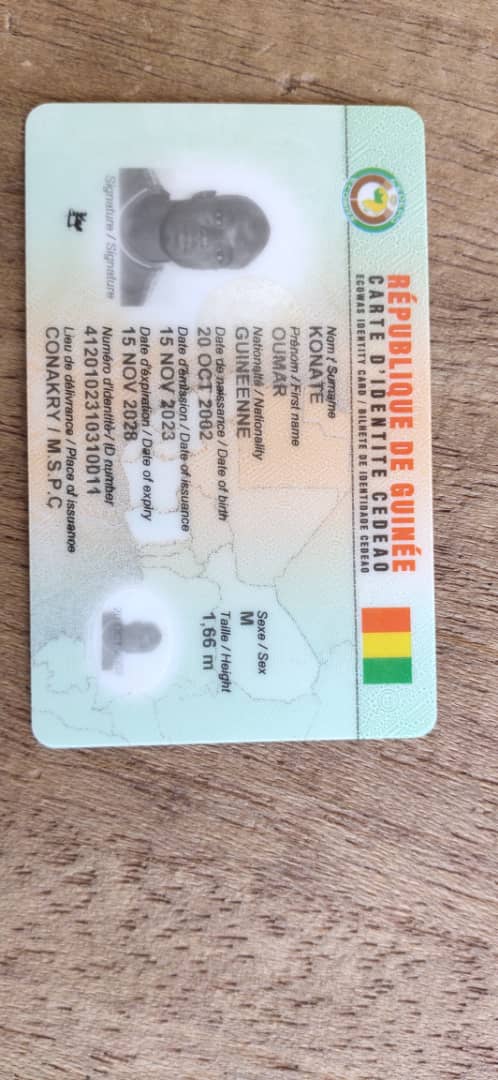 RÉPUBLIQUE DE GUINÉE
CARTE D'IDENTITE CEDEAO
ECOWAS IDENTITY CARD / BILHETE DE IDENTIDADE CEDEAO
Nom / Surname
KONATE
Prénom / First name
OUMAR
Nationalité / Nationality
GUINEENNE
Sexe / Sex
M
Date de naissance / Date of birth
20 OCT 2002
Taille / Height
1,66 m
Date d'émission / Date of issuance
15 NOV 2023
Date d'expiration / Date of expiry
15 NOV 2028
Numéro d'identité / ID number
4120102310310011
Lieu de délivrance / Place of issuance
CONAKRY / M.S.P.C
Signature / Signature